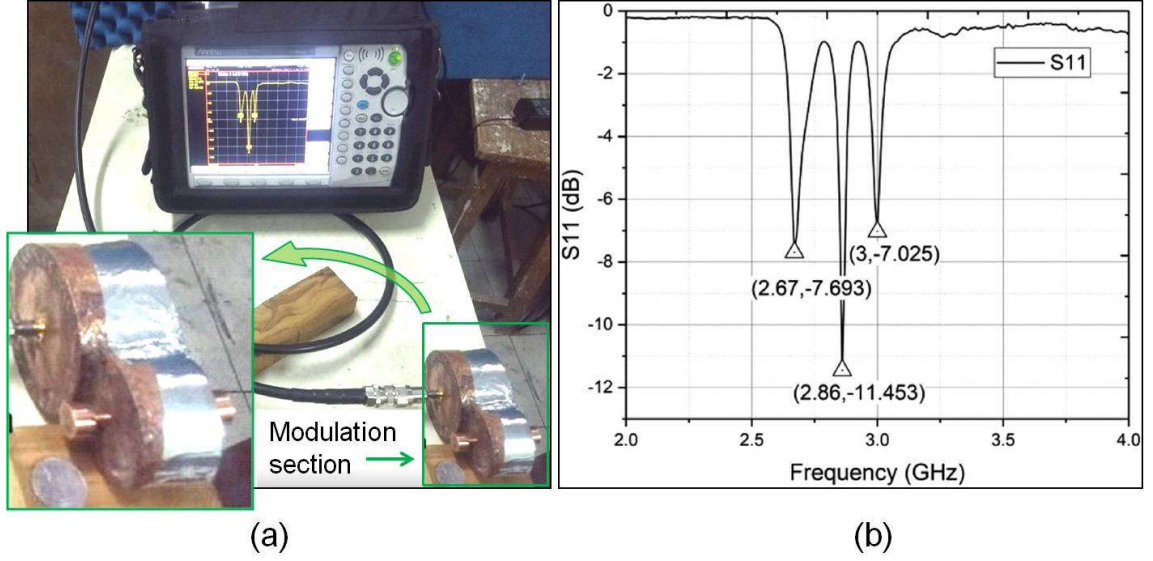 Anritsu
Modulation
section
(a)
0
-2
-4
-6
-8
-10
-12
S11 (dB)
S11
(3,-7.025)
(2.67,-7.693)
(2.86,-11.453)
2.0 2.5 3.0 3.5 4.0
Frequency (GHz)
(b)